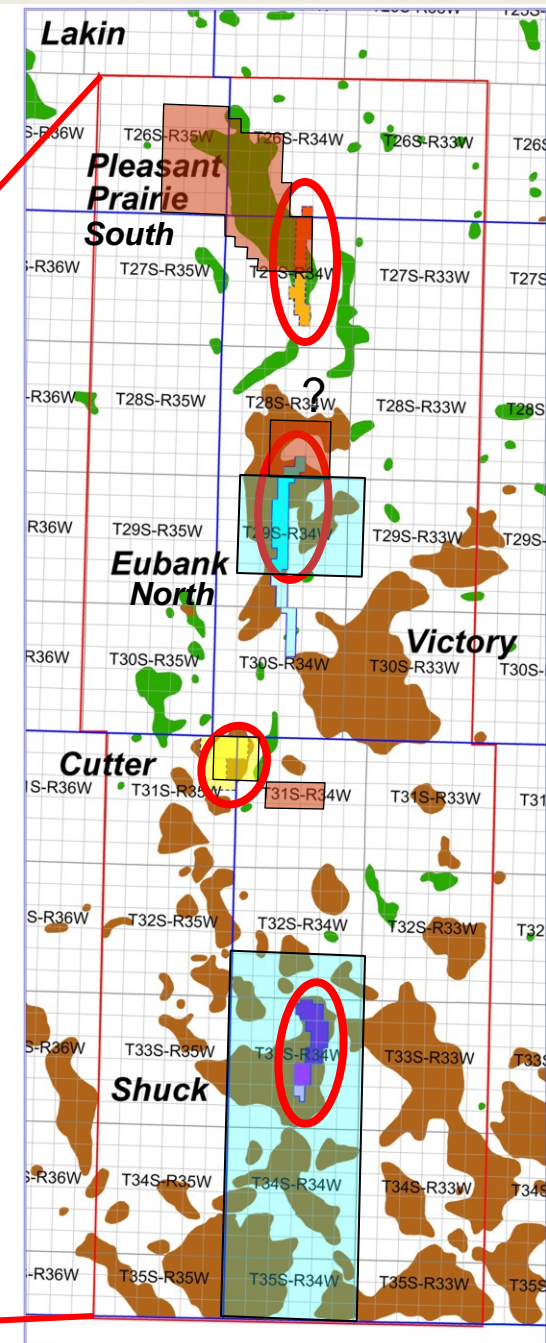 Lakin
S-R36W T26S-R35W T26S-R34W T26S-R33W T26S
Pleasant
Prairie
South
-R36W T27S-R35W T27S-R34W T27S-R33W T27S
?
-R36W T28S-R35W T28S-R34W T28S-R33W T28S
R36W T29S-R35W T29S-R34W T29S-R33W T29S-
Eubank
North
Victory
R36W T30S-R35W T30S-R34W T30S-R33W T30S-
Cutter
1S-R36W T31S-R35W T31S-R34W T31S-R33W T31
S-R36W T32S-R35W T32S-R34W T32S-R33W T32
S-R36W T33S-R35W T33S-R34W T33S-R33W T33S
Shuck
S-R36W T34S-R35W T34S-R34W T34S-R33W T34S
-R36W T35S-R35W T35S-R34W T35S-R33W T35S